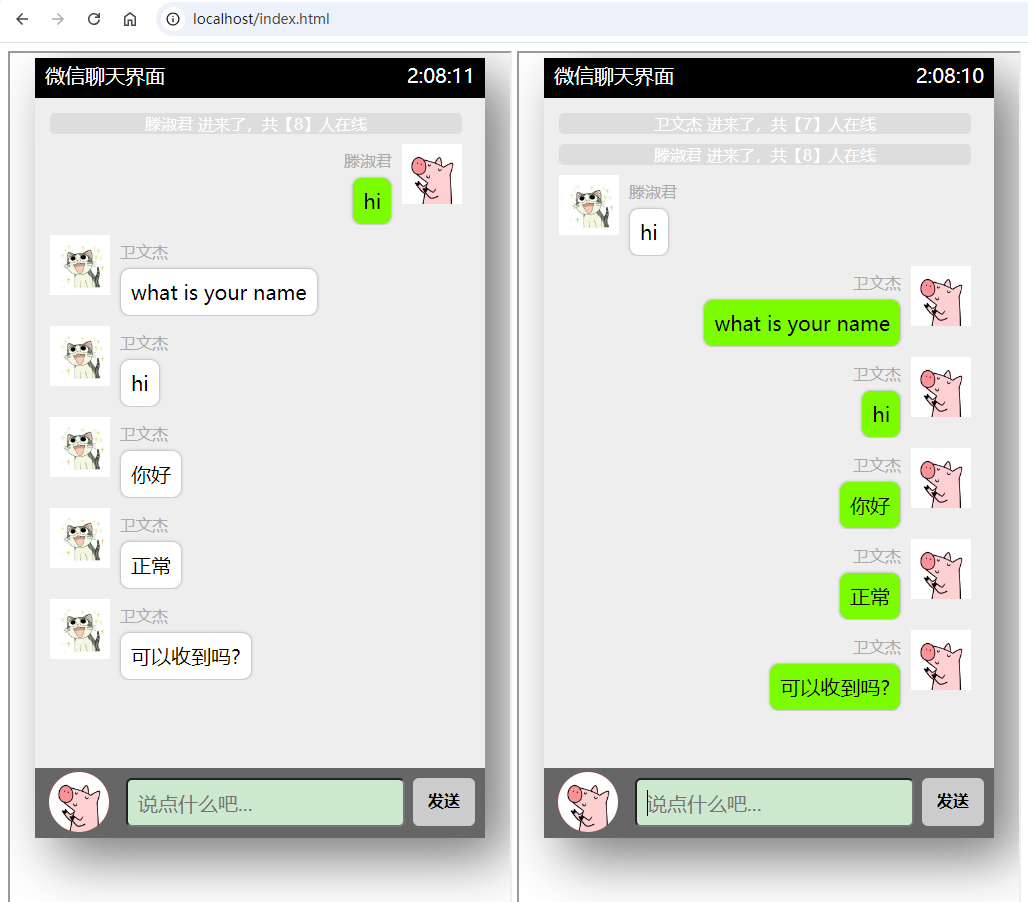 localhost/index.html
微信聊天界面 2:08:11
滕淑君 进来了，共【8】人在线
滕淑君
hi
卫文杰
what is your name
卫文杰
hi
卫文杰
你好
卫文杰
正常
卫文杰
可以收到吗?
说点什么吧...
发送
微信聊天界面 2:08:10
卫文杰 进来了，共【7】人在线
滕淑君 进来了，共【8】人在线
滕淑君
hi
卫文杰
what is your name
卫文杰
hi
卫文杰
你好
卫文杰
正常
卫文杰
可以收到吗?
说点什么吧...
发送